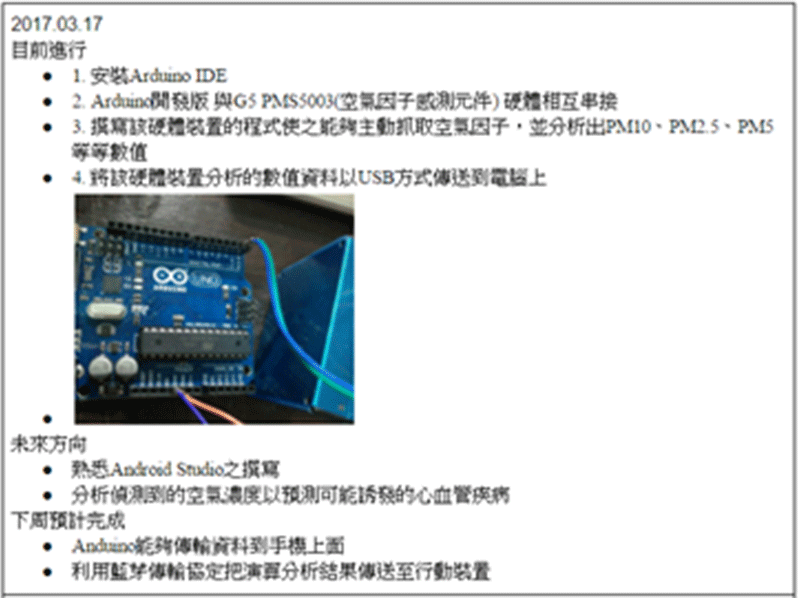 2017.03.17
目前進行
1. 安裝Arduino IDE
2. Arduino開發版 與G5 PMS5003(空氣因子感測元件) 硬體相互串接
3. 撰寫該硬體裝置的程式使之能夠主動抓取空氣因子，並分析出PM10、PM2.5、PM5
等等數值
4. 將該硬體裝置分析的數值資料以USB方式傳送到電腦上
ARDUINO
UNO
未來方向
熟悉Android Studio之撰寫
分析偵測到的空氣濃度以預測可能誘發的心血管疾病
下周預計完成
Anduino能夠傳輸資料到手機上面
利用藍芽傳輸協定把演算分析結果傳送至行動裝置